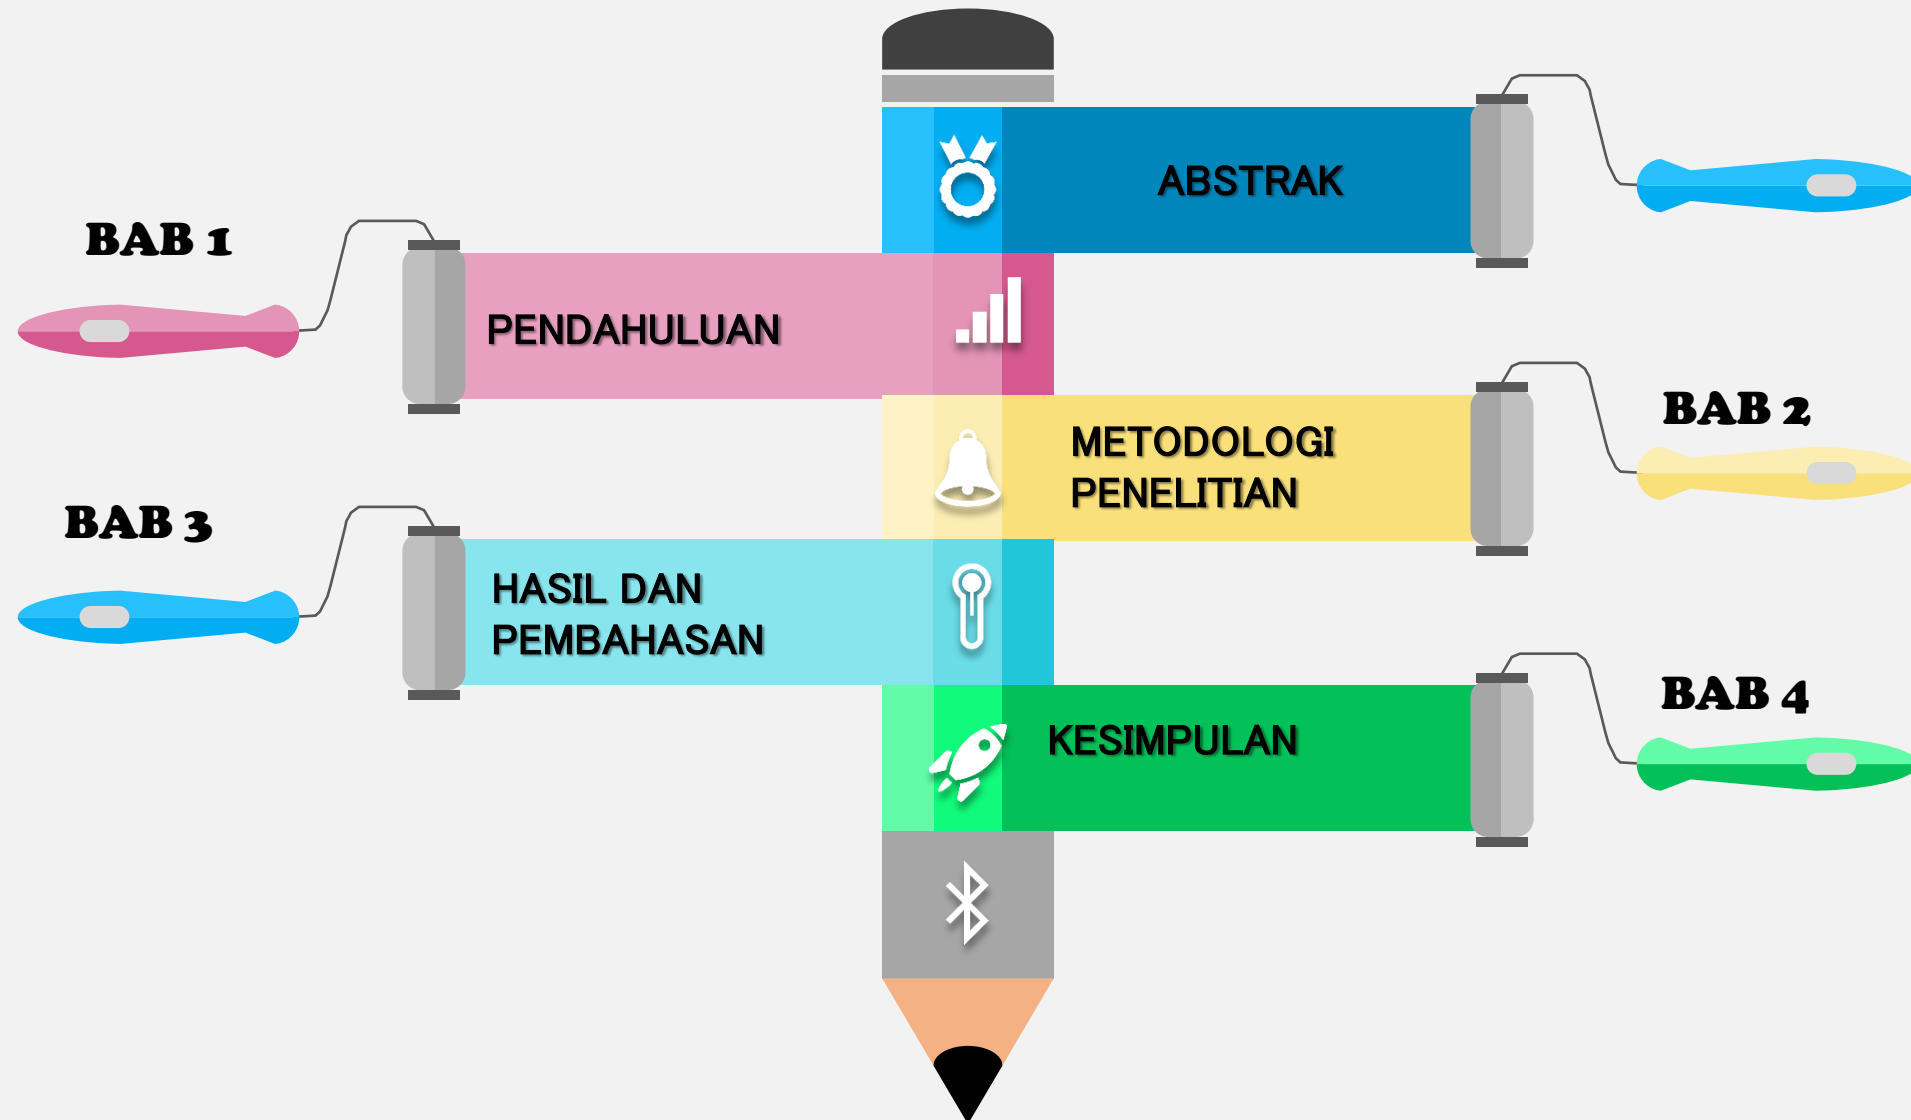 ABSTRAK
BAB 1
PENDAHULUAN
BAB 2
METODOLOGI
PENELITIAN
BAB 3
HASIL DAN
PEMBAHASAN
BAB 4
KESIMPULAN